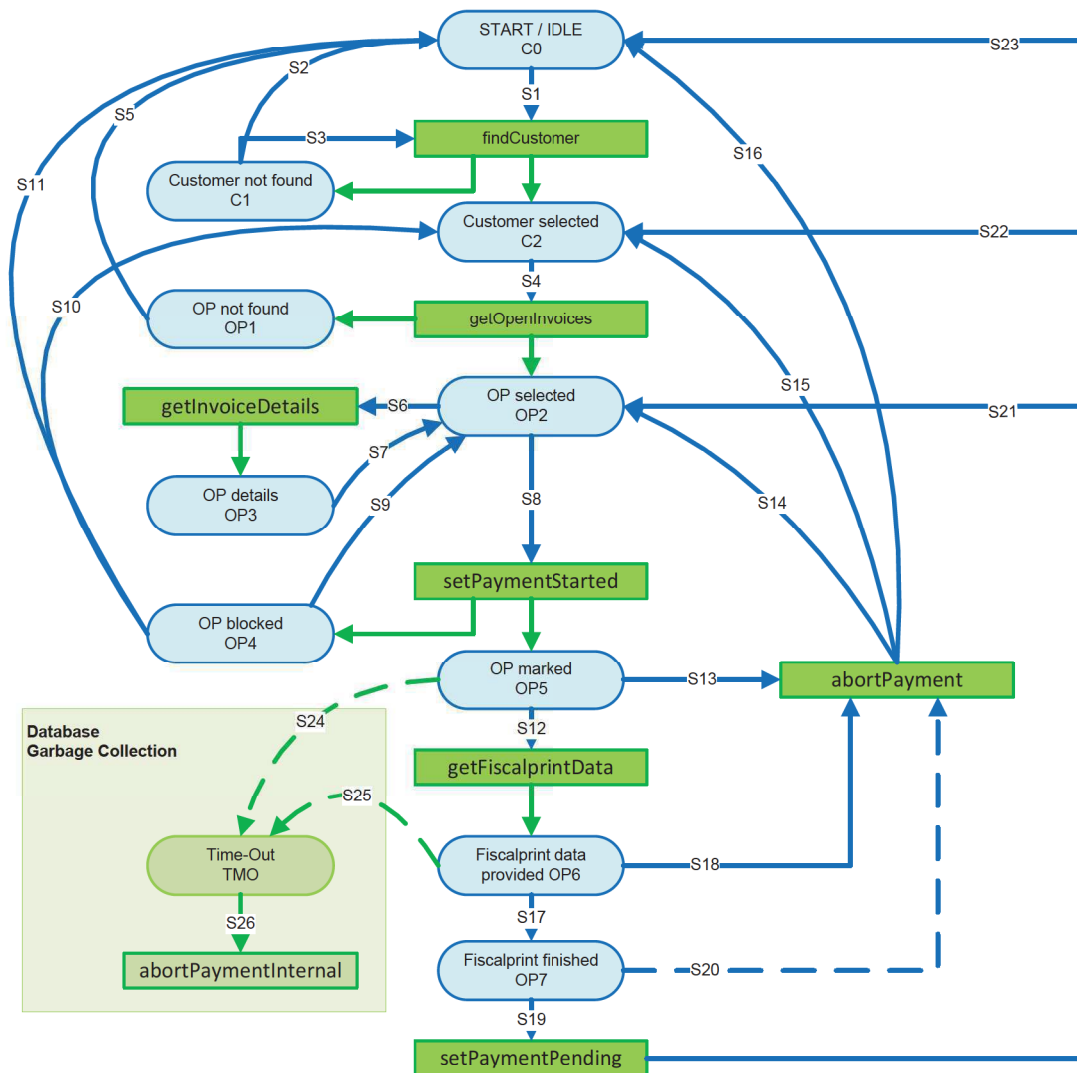 START / IDLE
C0
S23
S2
S1
S5
S3
findCustomer
S16
Customer not found
C1
S11
Customer selected
C2
S22
S4
S10
OP not found
OP1
getOpenInvoices
S15
OP selected
OP2
getInvoiceDetails
S6
S21
S7
OP details
OP3
S9
S8
S14
setPaymentStarted
OP blocked
OP4
OP marked
OP5
S13
abortPayment
S24
S12
Database
Garbage Collection
getFiscalprintData
S25
Time-Out
TMO
Fiscalprint data
provided OP6
S18
S26
S17
abortPaymentInternal
Fiscalprint finished
OP7
S20
S19
setPaymentPending